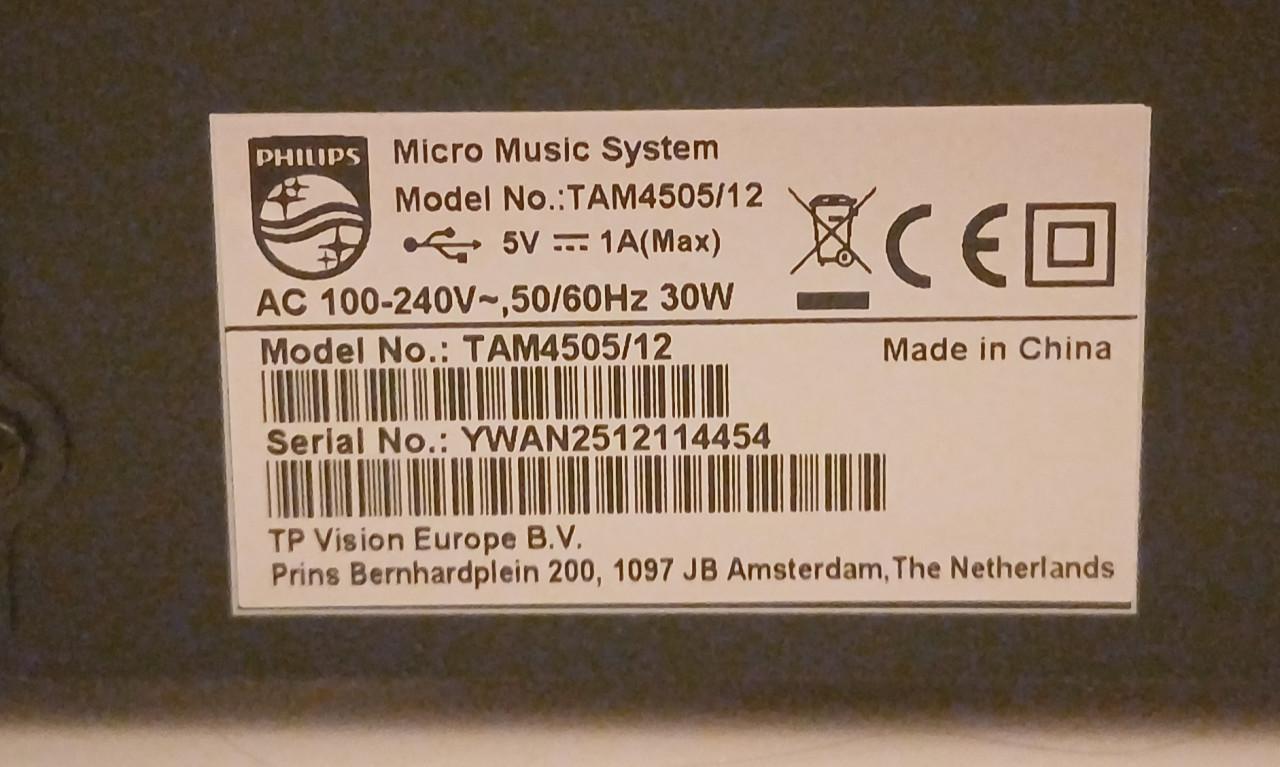 PHILIPS
Micro Music System
Model No.:TAM4505/12
5V ⎓ 1A(Max)
AC 100-240V~,50/60Hz 30W
CE
Model No.: TAM4505/12
Made in China
Serial No.: YWAN2512114454
TP Vision Europe B.V.
Prins Bernhardplein 200, 1097 JB Amsterdam,The Netherlands